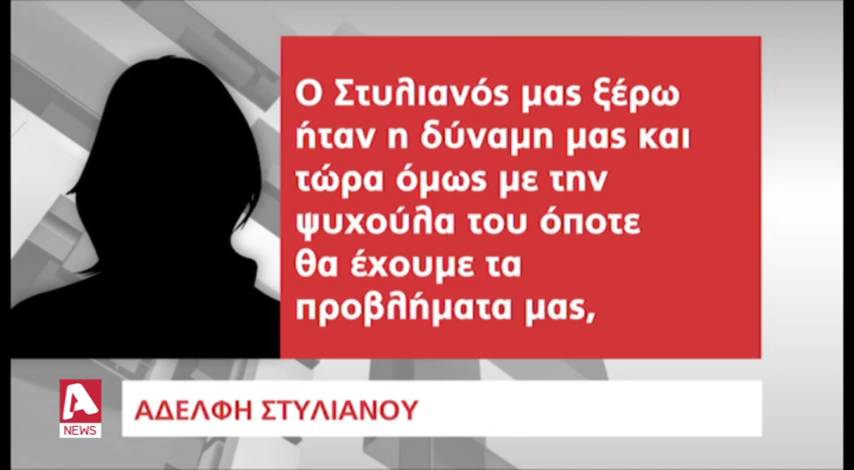 Ο Στυλιανός μας ξέρω
ήταν η δύναμη μας και
τώρα όμως με την
ψυχούλα του όποτε
θα έχουμε τα
προβλήματα μας,
A
NEWS
ΑΔΕΛΦΗ ΣΤΥΛΙΑΝΟΥ